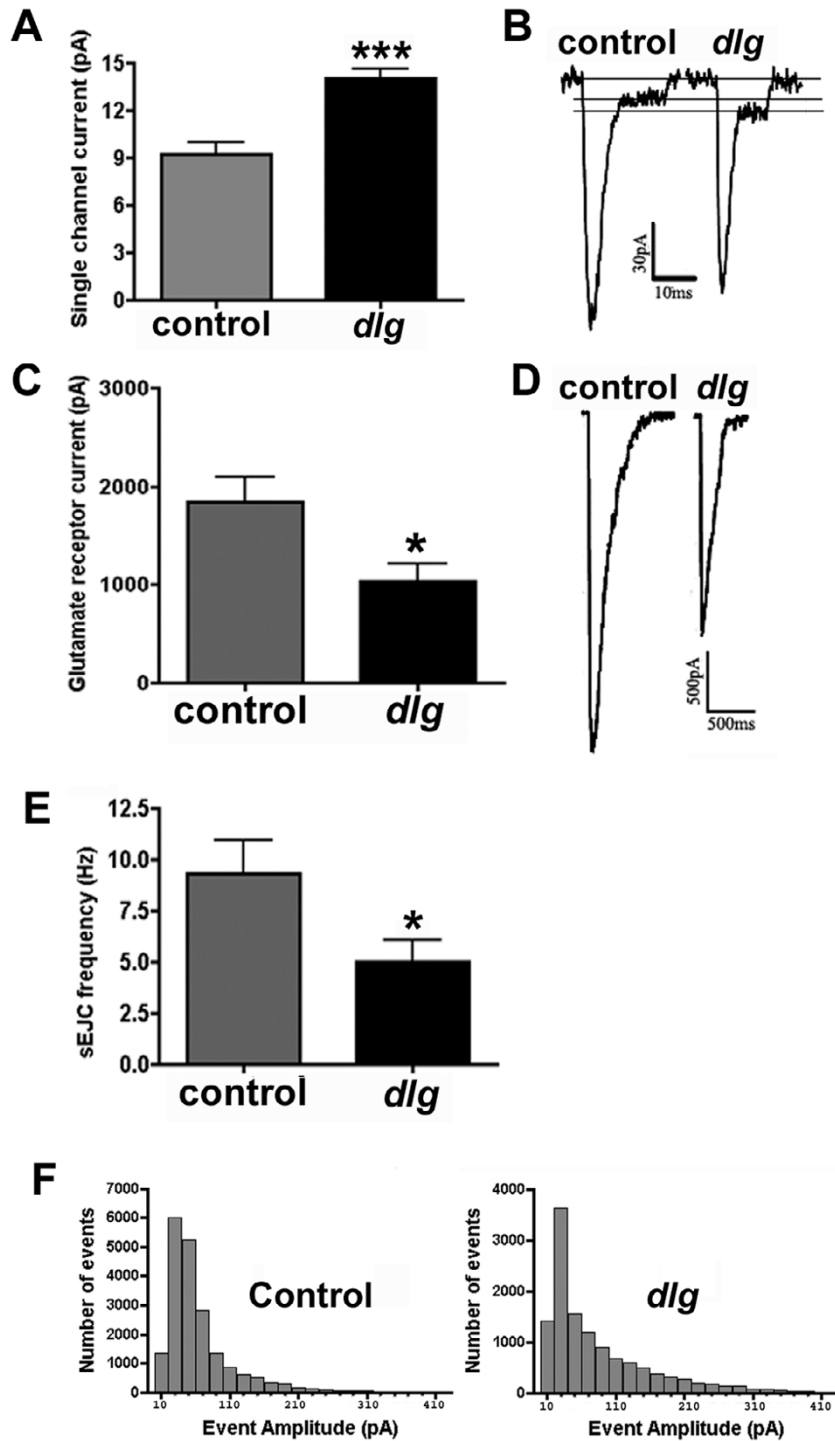 A
Single channel current (pA)
15
12
9
6
3
0
***
control
dlg
B
control dlg
30pA
10ms
C
Glutamate receptor current (pA)
3000
2000
1000
0
*
control
dlg
D
control dlg
500pA
500ms
E
sEJC frequency (Hz)
12.5
10.0
7.5
5.0
2.5
0.0
*
control
dlg
F
Number of events
7000
6000
5000
4000
3000
2000
1000
0
Control
10 110 210 310 410
Event Amplitude (pA)
Number of events
4000
3000
2000
1000
0
dlg
10 110 210 310 410
Event Amplitude (pA)